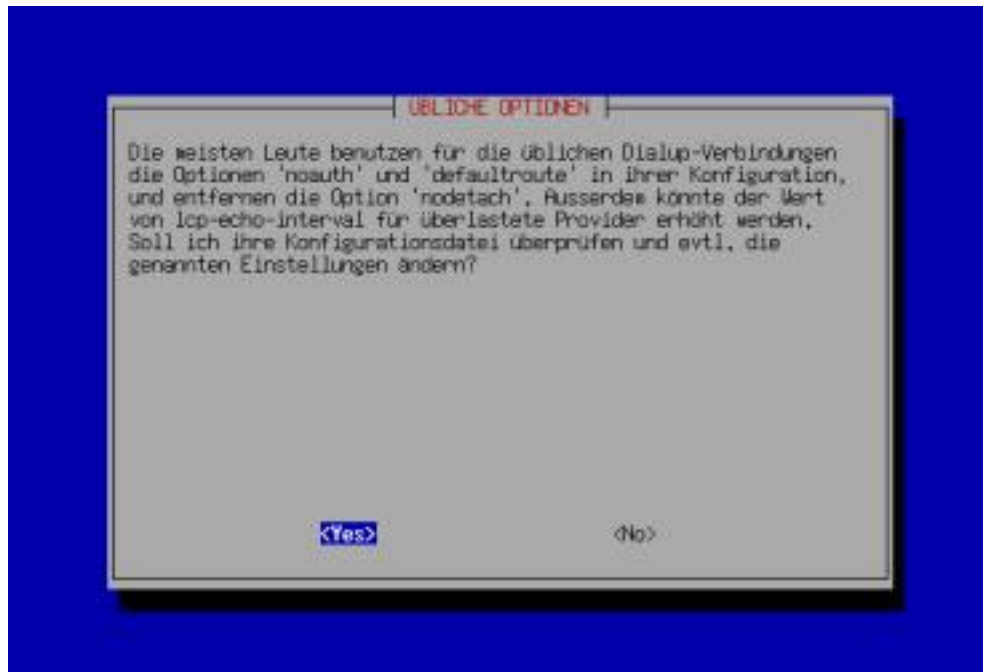 ÜBLICHE OPTIONEN
Die meisten Leute benutzen für die üblichen Dialup-Verbindungen
die Optionen 'noauth' und 'defaultroute' in ihrer Konfiguration,
und entfernen die Option 'nodetach'. Ausserdem könnte der Wert
von lcp-echo-interval für überlastete Provider erhöht werden.
Soll ich ihre Konfigurationsdatei überprüfen und evtl. die
genannten Einstellungen ändern?
<Yes> <No>